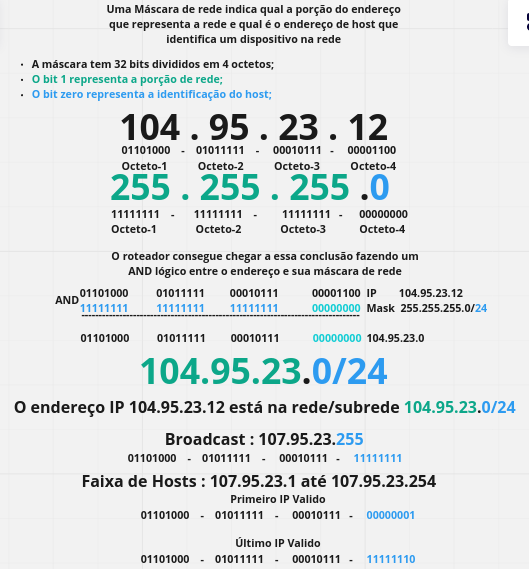 Uma Máscara de rede indica qual a porção do endereço
que representa a rede e qual é o endereço de host que
identifica um dispositivo na rede
· A máscara tem 32 bits divididos em 4 octetos;
· O bit 1 representa a porção de rede;
· O bit zero representa a identificação do host;
104 . 95 . 23 . 12
01101000 - 01011111 - 00010111 - 00001100
Octeto-1 Octeto-2 Octeto-3 Octeto-4
255 . 255 . 255 .0
11111111 - 11111111 - 11111111 - 00000000
Octeto-1 Octeto-2 Octeto-3 Octeto-4
O roteador consegue chegar a essa conclusão fazendo um
AND lógico entre o endereço e sua máscara de rede
01101000 01011111 00010111 00001100 IP 104.95.23.12
AND
11111111 11111111 11111111 00000000 Mask 255.255.255.0/24
01101000 01011111 00010111 00000000 104.95.23.0
104.95.23.0/24
O endereço IP 104.95.23.12 está na rede/subrede 104.95.23.0/24
Broadcast : 107.95.23.255
01101000 - 01011111 - 00010111 - 11111111
Faixa de Hosts : 107.95.23.1 até 107.95.23.254
Primeiro IP Valido
01101000 - 01011111 - 00010111 - 00000001
Último IP Valido
01101000 - 01011111 - 00010111 - 11111110